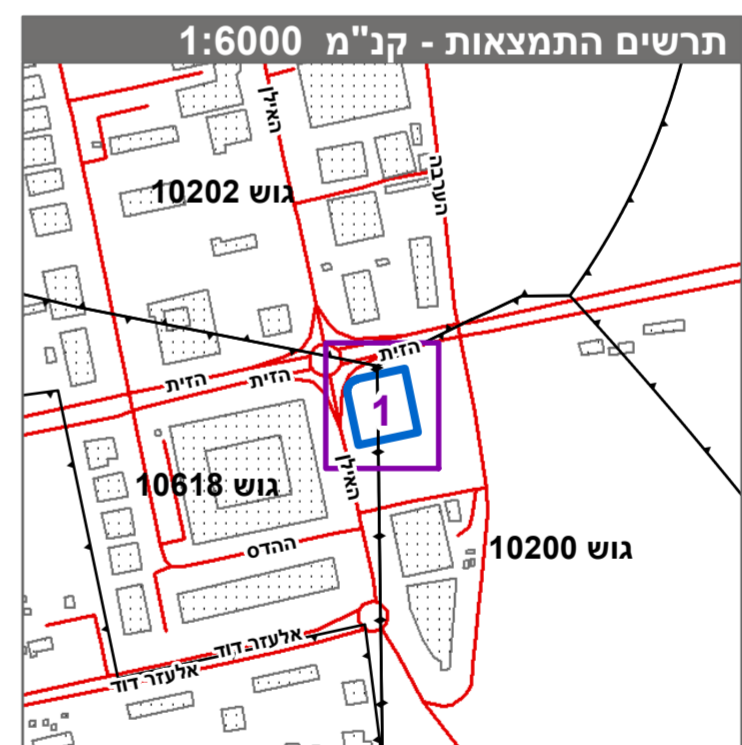 תרשים התמצאות - קנ"מ 1:6000
האילן
הערבה
גוש 10202
הזית
הזית
הזית
1
האילן
גוש 10618
ההדס
גוש 10200
אלעזר דוד
אלעזר דוד